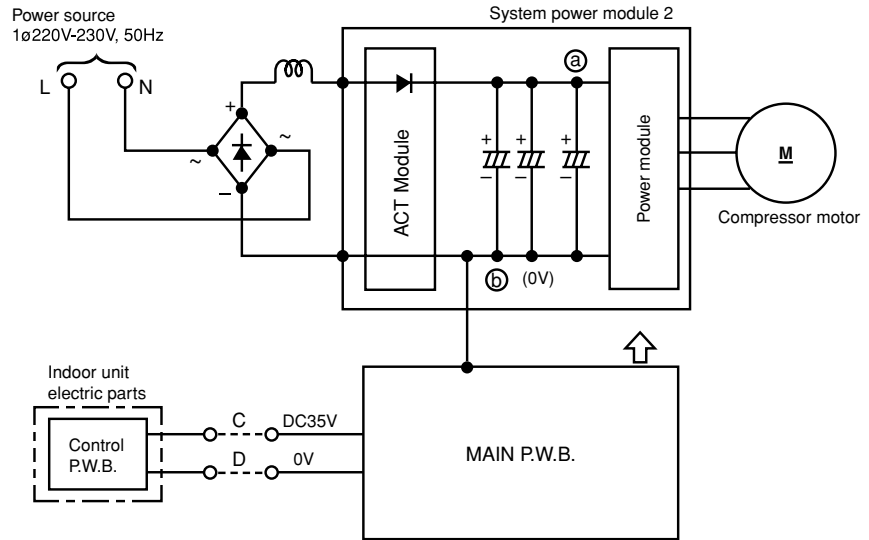 Power source
1ø220V-230V, 50Hz
System power module 2
L
N
+
~
~
–
ACT Module
ⓐ
+
–
+
–
+
–
Power module
M
Compressor motor
ⓑ
(0V)
Indoor unit
electric parts
Control
P.W.B.
C
DC35V
D
0V
MAIN P.W.B.